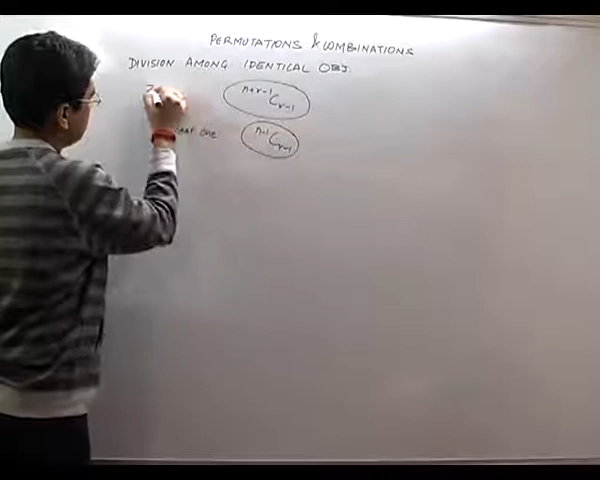 PERMUTATIONS & COMBINATIONS
DIVISION AMONG IDENTICAL OBJ.
n+r-1Cr-1
one n-1Cr-1